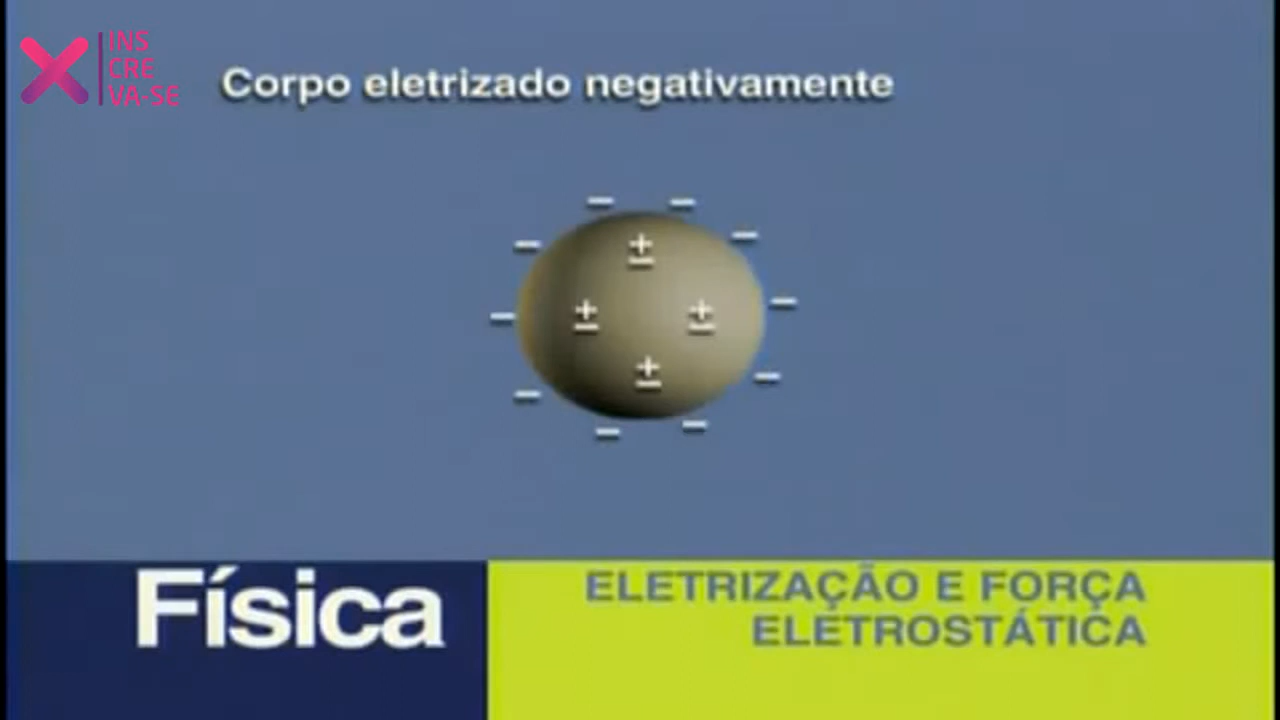 INS
CRE
VA-SE
Corpo eletrizado negativamente
− −
− ± −
− ± ± −
± −
−
− −
Física
ELETRIZAÇÃO E FORÇA
ELETROSTÁTICA